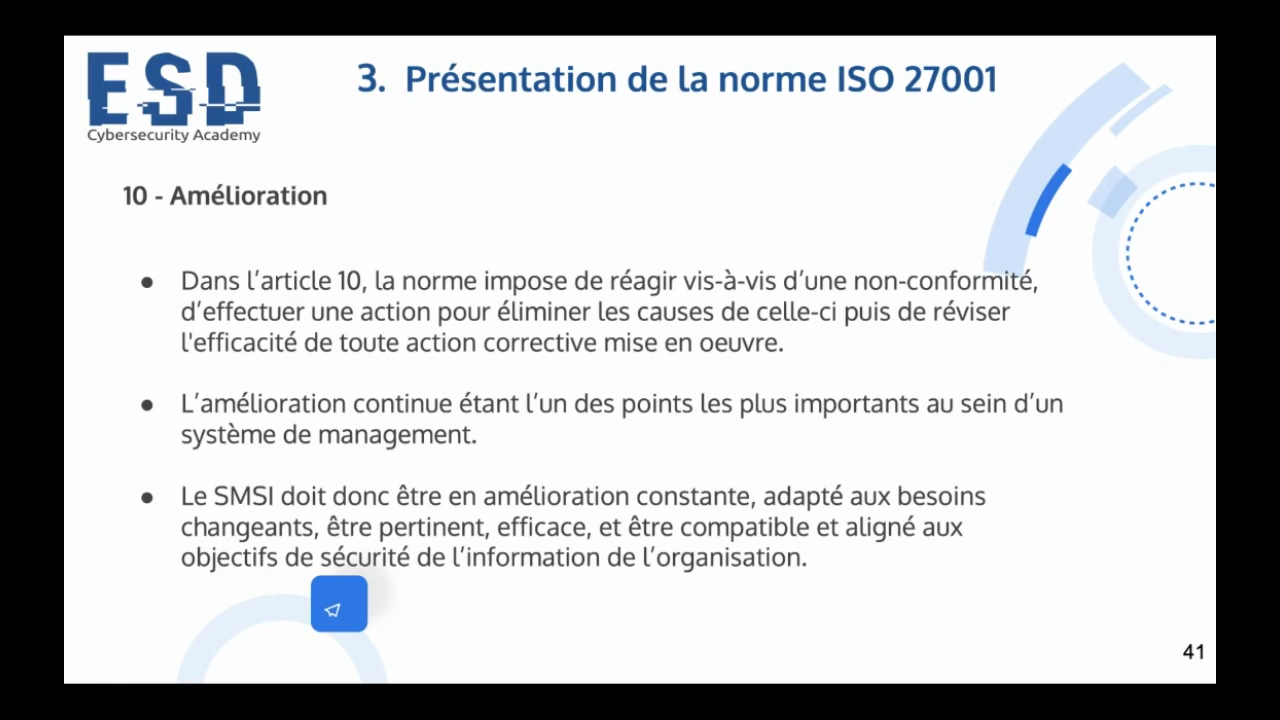 ESD
Cybersecurity Academy
3. Présentation de la norme ISO 27001
10 - Amélioration
● Dans l’article 10, la norme impose de réagir vis-à-vis d’une non-conformité,
d’effectuer une action pour éliminer les causes de celle-ci puis de réviser
l'efficacité de toute action corrective mise en oeuvre.
● L’amélioration continue étant l’un des points les plus importants au sein d’un
système de management.
● Le SMSI doit donc être en amélioration constante, adapté aux besoins
changeants, être pertinent, efficace, et être compatible et aligné aux
objectifs de sécurité de l’information de l’organisation.
41